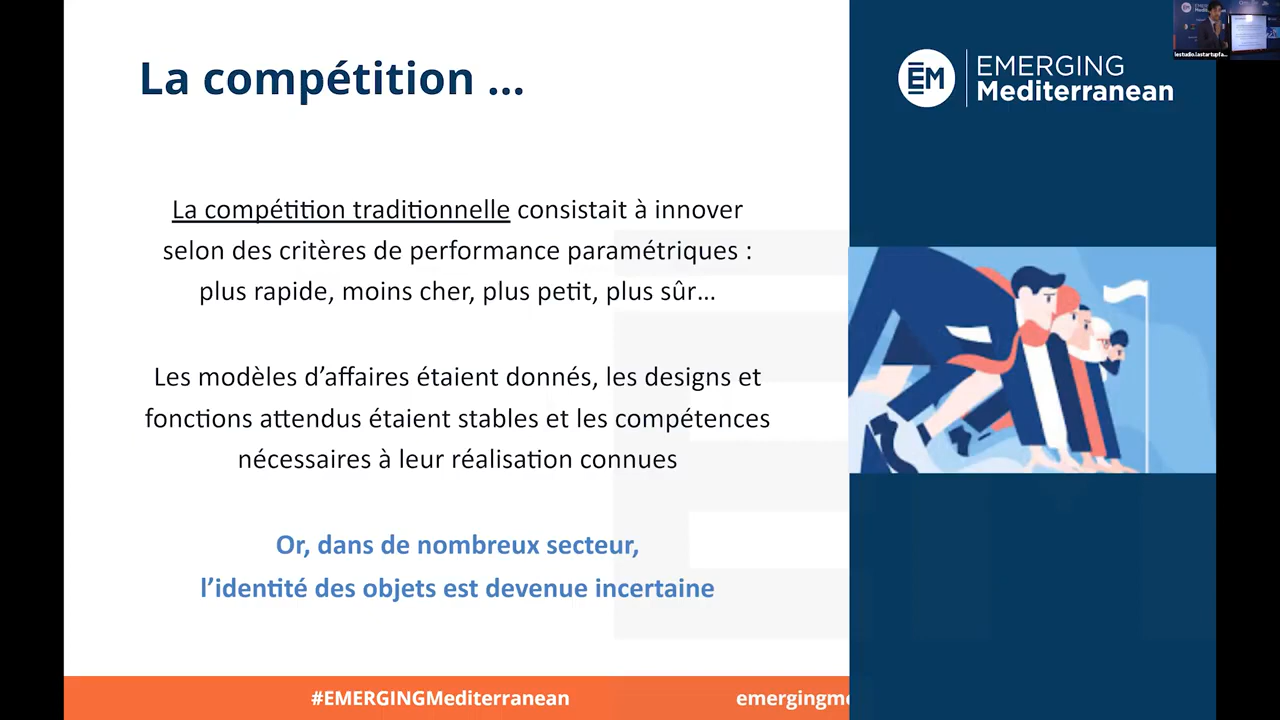 La compétition ...
EMERGING
Mediterranean
La compétition traditionnelle consistait à innover
selon des critères de performance paramétriques :
plus rapide, moins cher, plus petit, plus sûr...
Les modèles d’affaires étaient donnés, les designs et
fonctions attendus étaient stables et les compétences
nécessaires à leur réalisation connues
Or, dans de nombreux secteur,
l’identité des objets est devenue incertaine
#EMERGINGMediterranean